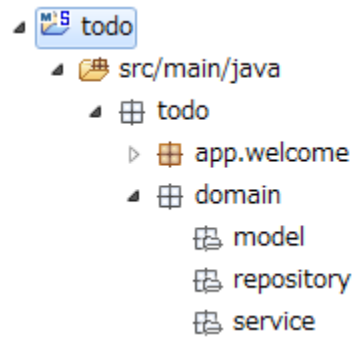 todo
src/main/java
todo
app.welcome
domain
model
repository
service